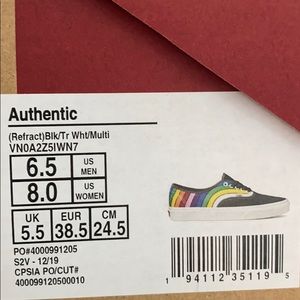 Authentic
(Refract)Blk/Tr Wht/Multi
VN0A2Z5IWN7
6.5 US MEN
8.0 US WOMEN
UK EUR CM
5.5 38.5 24.5
PO#4000991205
S2V - 12/19
CPSIA PO/CUT#
400099120500010
1 94112 35119 5